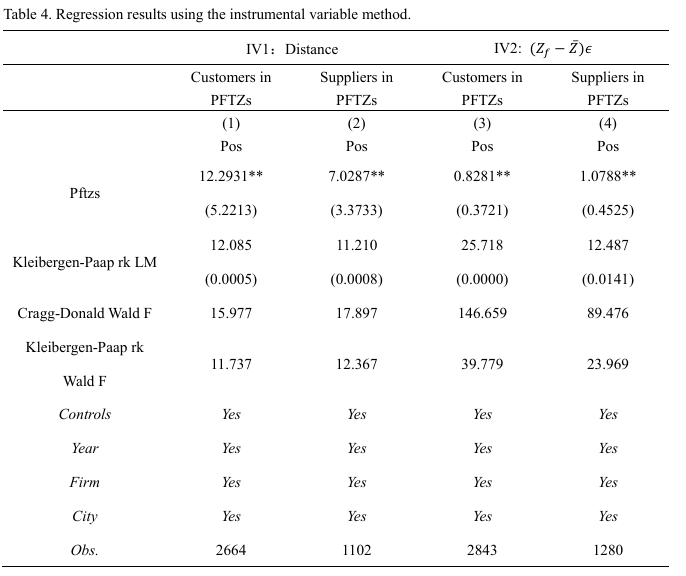 Table 4. Regression results using the instrumental variable method.
IV1：Distance IV2: (Z_f − Z̄)ϵ
Customers in PFTZs Suppliers in PFTZs Customers in PFTZs Suppliers in PFTZs
(1) (2) (3) (4)
Pos Pos Pos Pos
Pftzs 12.2931** 7.0287** 0.8281** 1.0788**
(5.2213) (3.3733) (0.3721) (0.4525)
Kleibergen-Paap rk LM 12.085 11.210 25.718 12.487
(0.0005) (0.0008) (0.0000) (0.0141)
Cragg-Donald Wald F 15.977 17.897 146.659 89.476
Kleibergen-Paap rk Wald F 11.737 12.367 39.779 23.969
Controls Yes Yes Yes Yes
Year Yes Yes Yes Yes
Firm Yes Yes Yes Yes
City Yes Yes Yes Yes
Obs. 2664 1102 2843 1280